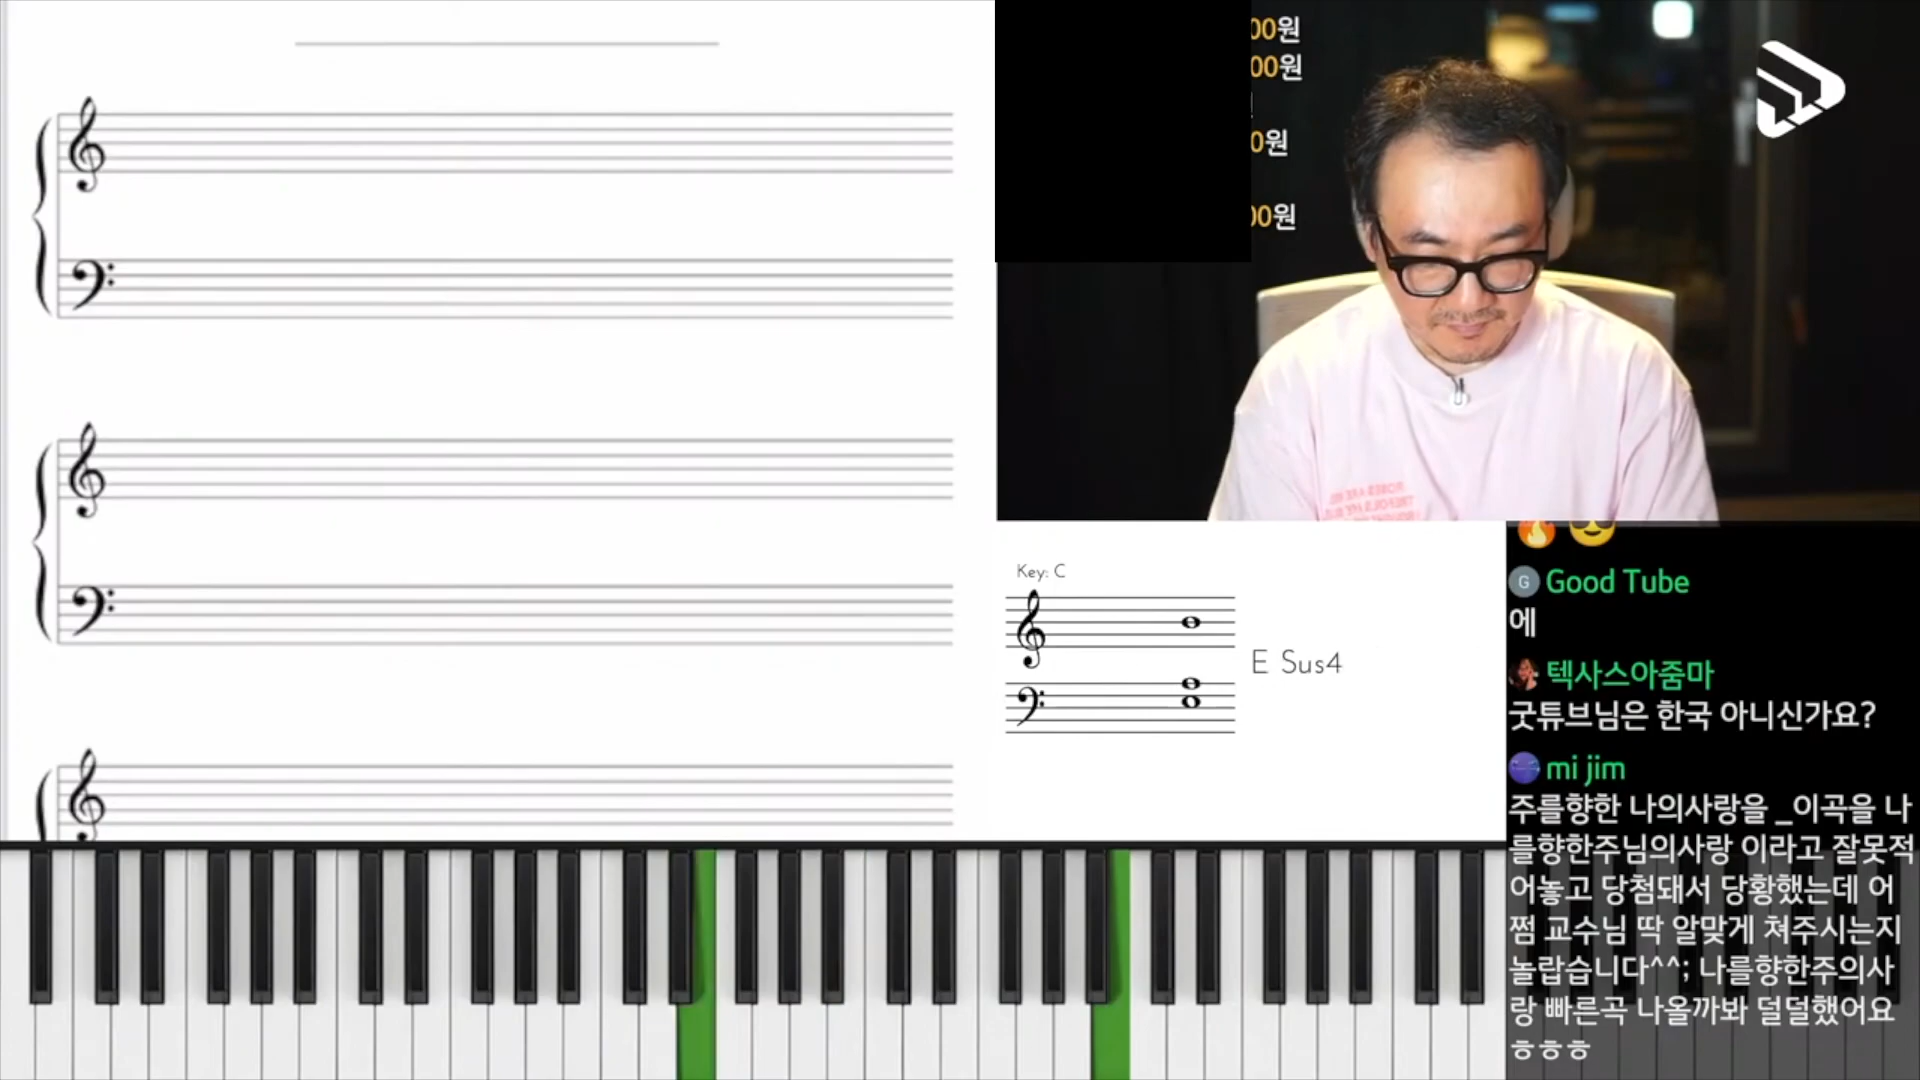 00원
00원
0원
00원
Key: C
E Sus4
G Good Tube
에
텍사스아줌마
굿튜브님은 한국 아니신가요?
mi jim
주를향한 나의사랑을 _이곡을 나
를향한주님의사랑 이라고 잘못적
어놓고 당첨돼서 당황했는데 어
쩜 교수님 딱 알맞게 쳐주시는지
놀랍습니다^^; 나를향한주의사
랑 빠른곡 나올까봐 덜덜했어요
ㅎㅎㅎ